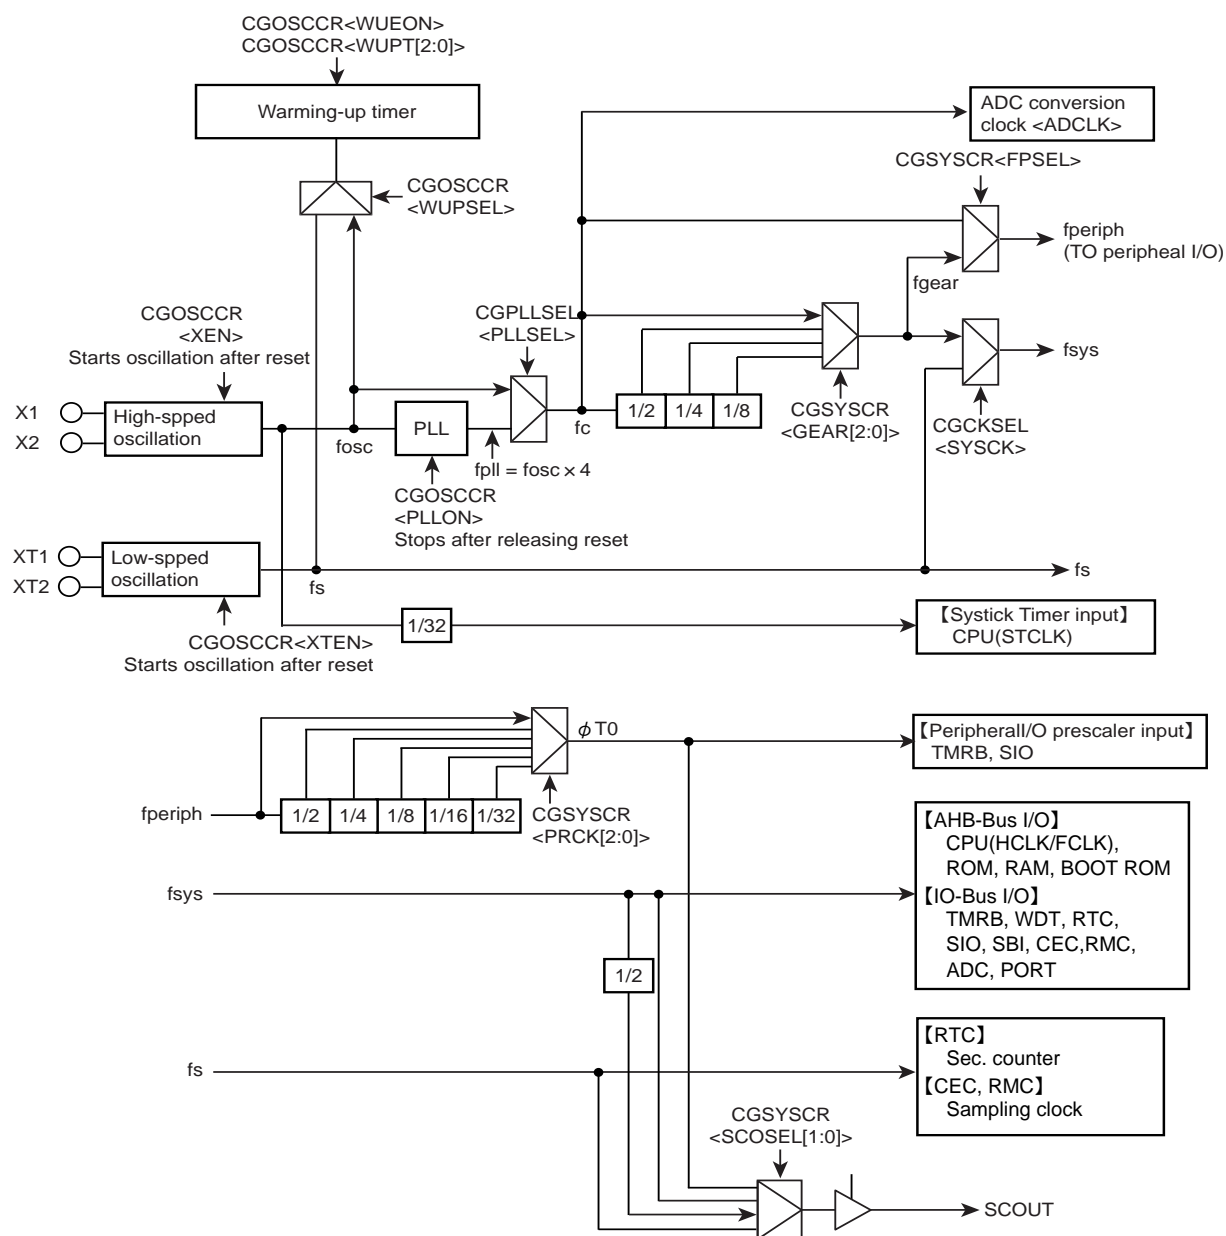 CGOSCCR<WUEON>
CGOSCCR<WUPT[2:0]>
Warming-up timer
ADC conversion
clock <ADCLK>
CGSYSCR<FPSEL>
CGOSCCR
<WUPSEL>
fperiph
(TO peripheal I/O)
fgear
CGOSCCR
<XEN>
Starts oscillation after reset
CGPLLSEL
<PLLSEL>
fsys
X1
X2
High-spped
oscillation
fosc
PLL
fpll = fosc × 4
fc
1/2
1/4
1/8
CGSYSCR
<GEAR[2:0]>
CGCKSEL
<SYSCK>
CGOSCCR
<PLLON>
Stops after releasing reset
XT1
XT2
Low-spped
oscillation
fs
fs
CGOSCCR<XTEN>
Starts oscillation after reset
1/32
【Systick Timer input】
CPU(STCLK)
ϕT0
【PeripheralI/O prescaler input】
TMRB, SIO
fperiph
1/2
1/4
1/8
1/16
1/32
CGSYSCR
<PRCK[2:0]>
【AHB-Bus I/O】
CPU(HCLK/FCLK),
ROM, RAM, BOOT ROM
【IO-Bus I/O】
TMRB, WDT, RTC,
SIO, SBI, CEC,RMC,
ADC, PORT
fsys
1/2
fs
【RTC】
Sec. counter
【CEC, RMC】
Sampling clock
CGSYSCR
<SCOSEL[1:0]>
SCOUT